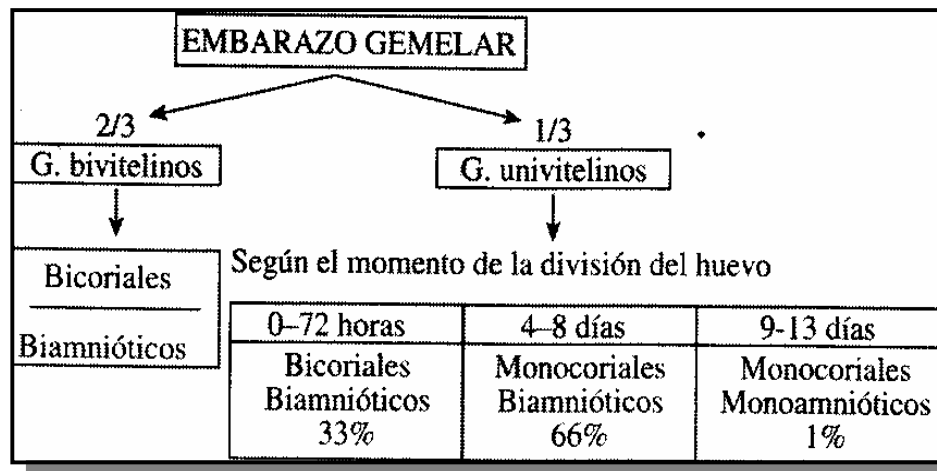 EMBARAZO GEMELAR
2/3
1/3
G. bivitelinos
G. univitelinos
Bicoriales
Biamnióticos
Según el momento de la división del huevo
0–72 horas
4–8 días
9-13 días
Bicoriales
Biamnióticos
33%
Monocoriales
Biamnióticos
66%
Monocoriales
Monoamnióticos
1%